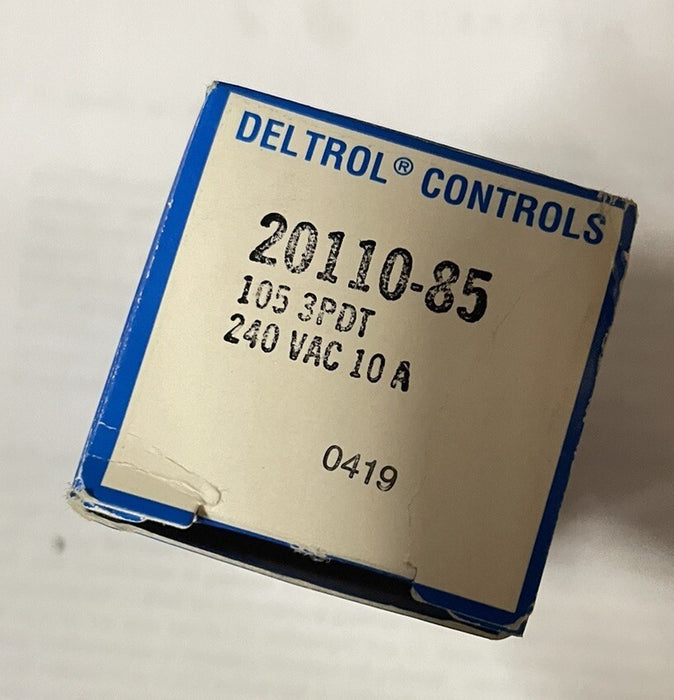 DELTROL® CONTROLS
20110-85
105 3PDT
240 VAC 10 A
0419